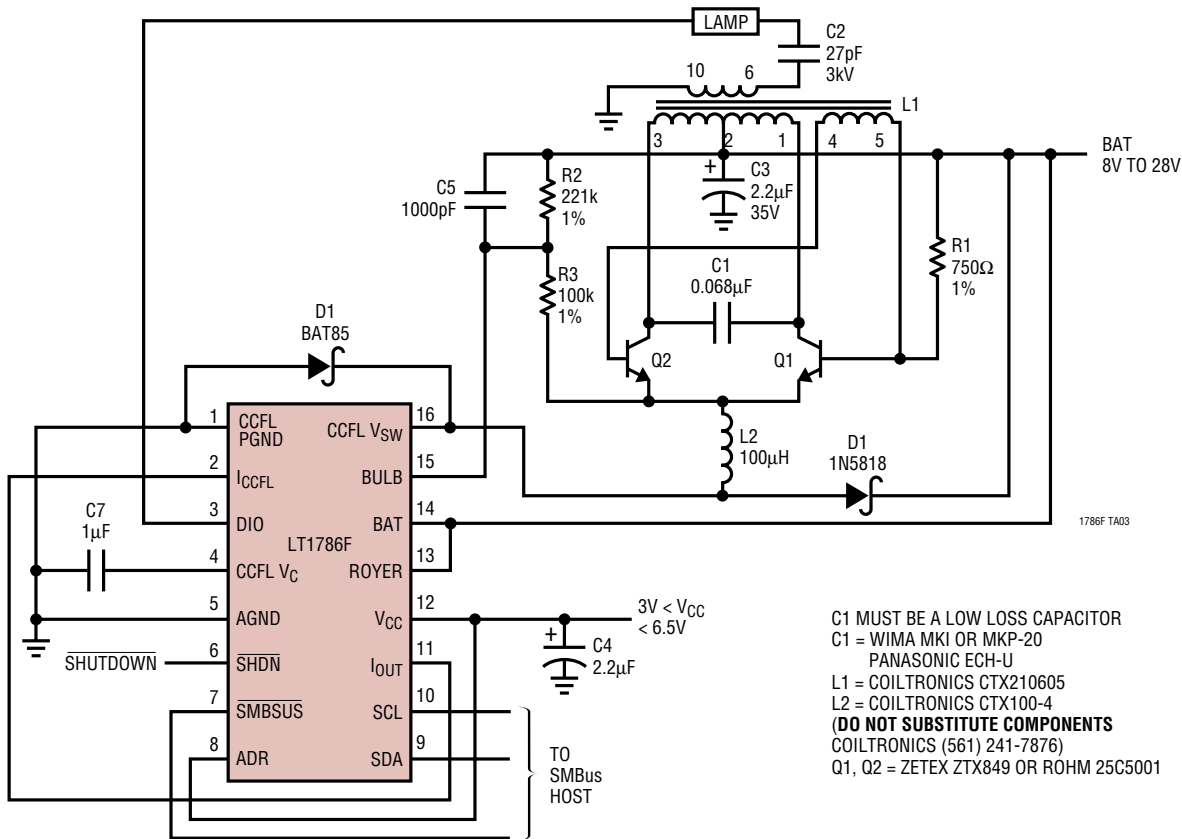 LAMP
C2
27pF
3kV
10
6
L1
3
2
1
4
5
BAT
8V TO 28V
C5
1000pF
R2
221k
1%
+
C3
2.2µF
35V
R1
750Ω
1%
R3
100k
1%
C1
0.068µF
D1
BAT85
Q2
Q1
L2
100µH
D1
1N5818
1
CCFL
PGND
CCFL VSW
16
2
ICCFL
BULB
15
3
DIO
BAT
14
C7
1µF
LT1786F
4
CCFL VC
ROYER
13
5
AGND
VCC
12
3V < VCC
< 6.5V
+
C4
2.2µF
SHUTDOWN
6
SHDN
IOUT
11
7
SMBSUS
SCL
10
8
ADR
SDA
9
TO
SMBus
HOST
1786F TA03
C1 MUST BE A LOW LOSS CAPACITOR
C1 = WIMA MKI OR MKP-20
PANASONIC ECH-U
L1 = COILTRONICS CTX210605
L2 = COILTRONICS CTX100-4
(DO NOT SUBSTITUTE COMPONENTS
COILTRONICS (561) 241-7876)
Q1, Q2 = ZETEX ZTX849 OR ROHM 25C5001